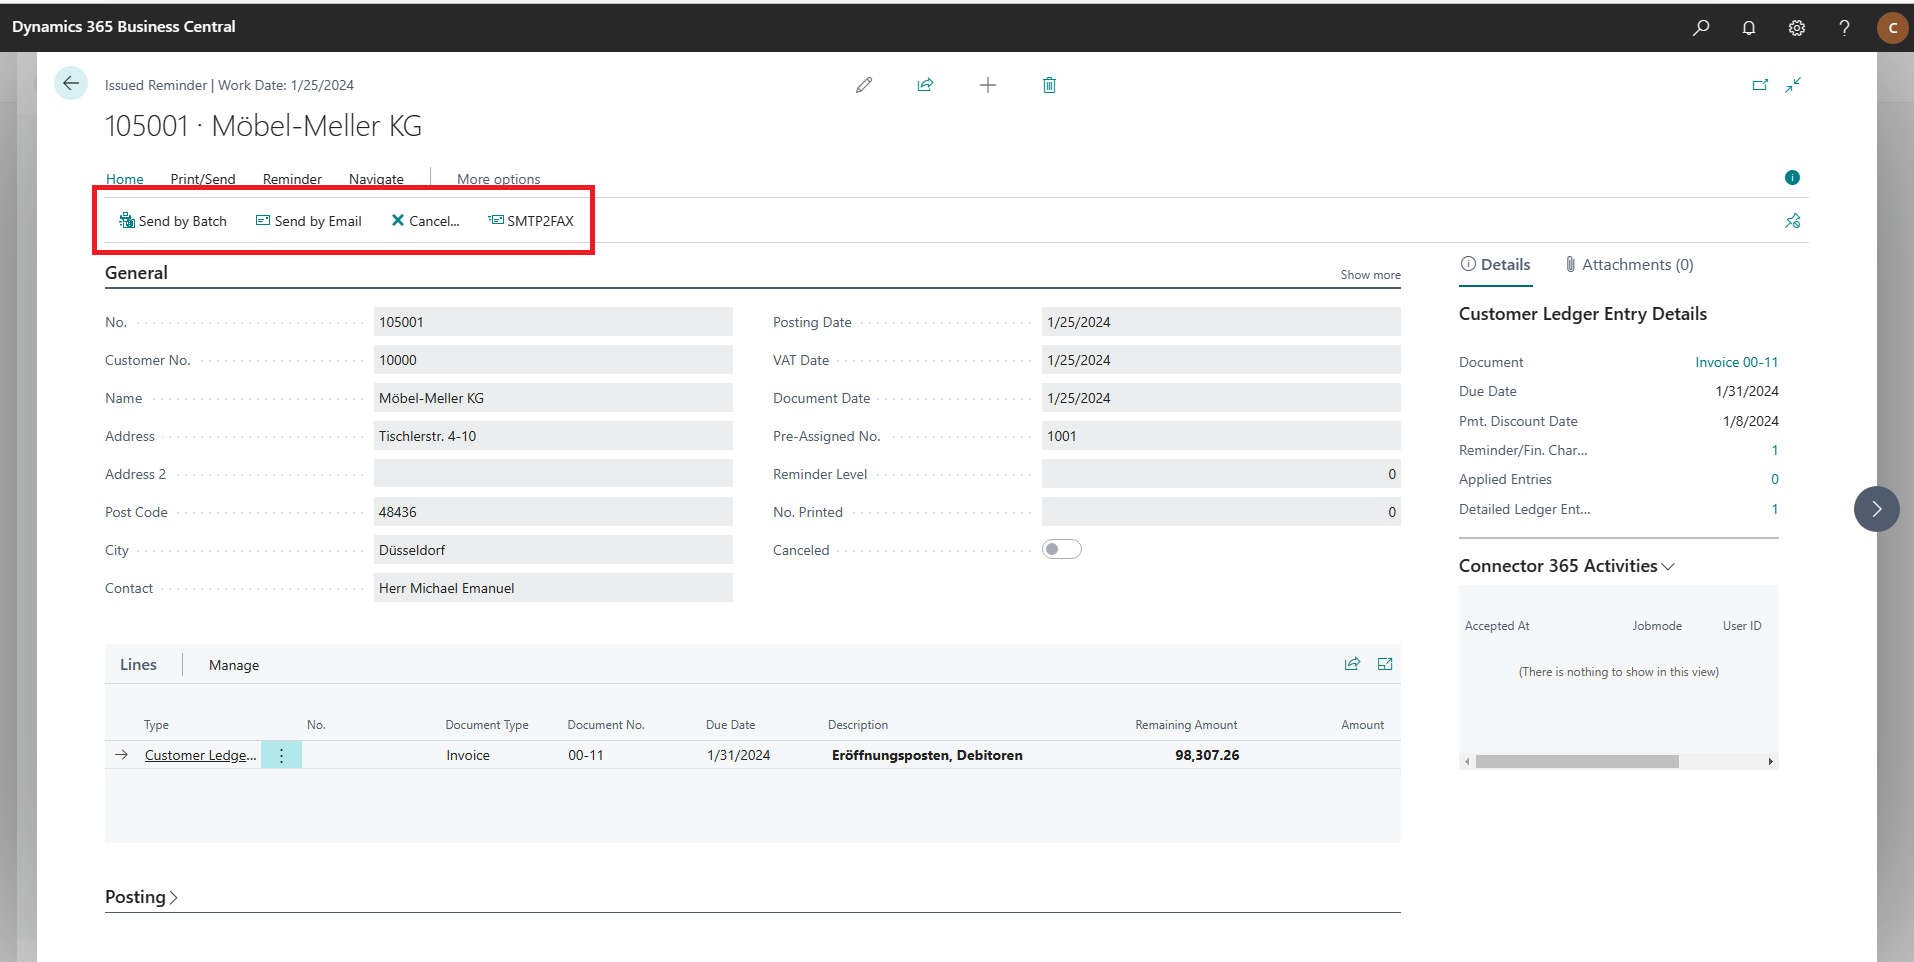 Dynamics 365 Business Central
C
Issued Reminder | Work Date: 1/25/2024
105001 · Möbel-Meller KG
Home Print/Send Reminder Navigate More options
Send by Batch Send by Email Cancel... SMTP2FAX
General Show more
No. 105001
Customer No. 10000
Name Möbel-Meller KG
Address Tischlerstr. 4-10
Address 2
Post Code 48436
City Düsseldorf
Contact Herr Michael Emanuel
Posting Date 1/25/2024
VAT Date 1/25/2024
Document Date 1/25/2024
Pre-Assigned No. 1001
Reminder Level 0
No. Printed 0
Canceled
Lines Manage
Type No. Document Type Document No. Due Date Description Remaining Amount Amount
Customer Ledge... Invoice 00-11 1/31/2024 Eröffnungsposten, Debitoren 98,307.26
Posting
Details Attachments (0)
Customer Ledger Entry Details
Document Invoice 00-11
Due Date 1/31/2024
Pmt. Discount Date 1/8/2024
Reminder/Fin. Char... 1
Applied Entries 0
Detailed Ledger Ent... 1
Connector 365 Activities
Accepted At Jobmode User ID
(There is nothing to show in this view)